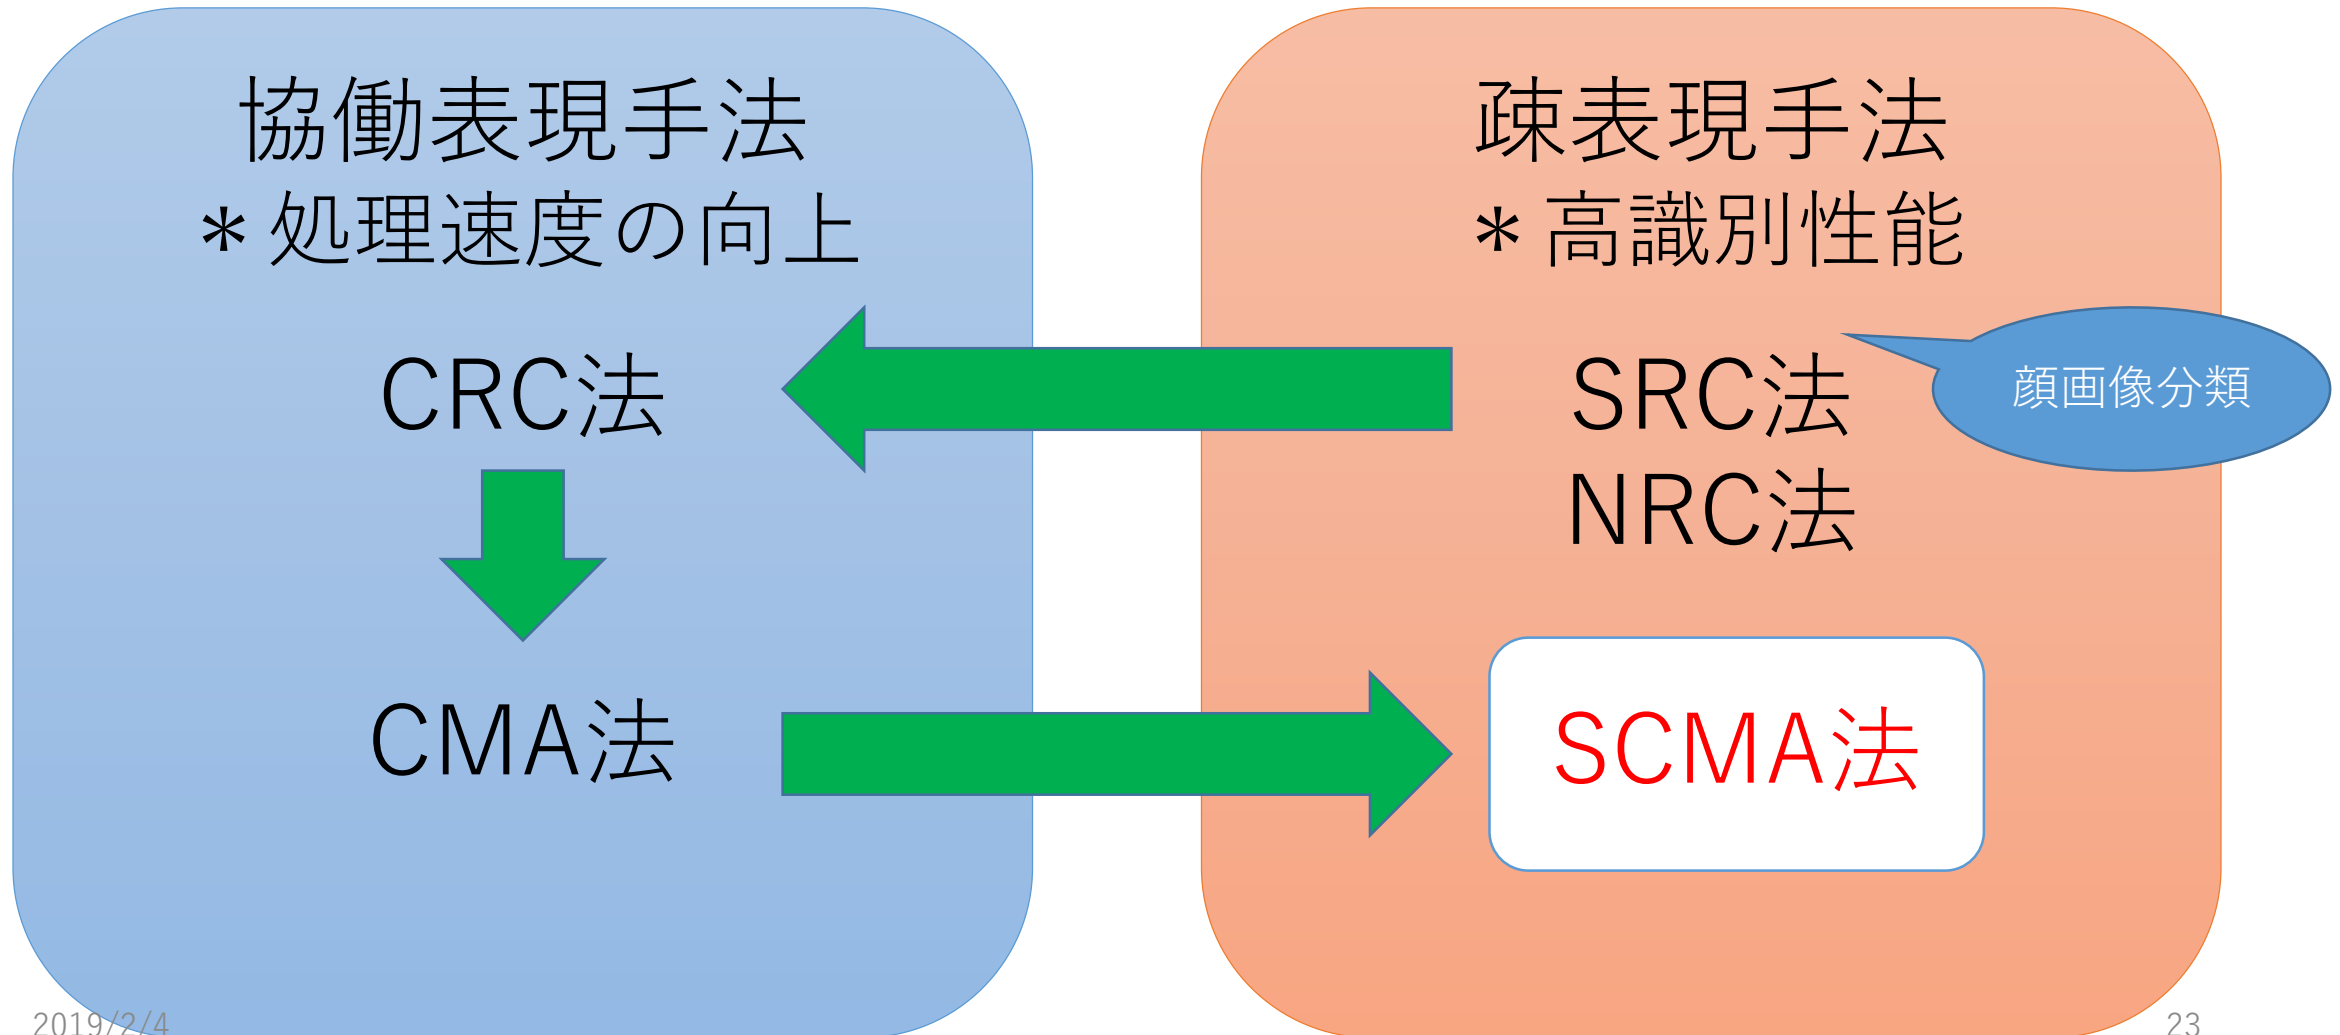 協働表現手法
＊処理速度の向上
CRC法
CMA法
疎表現手法
＊高識別性能
SRC法
顔画像分類
NRC法
SCMA法
2019/2/4
23